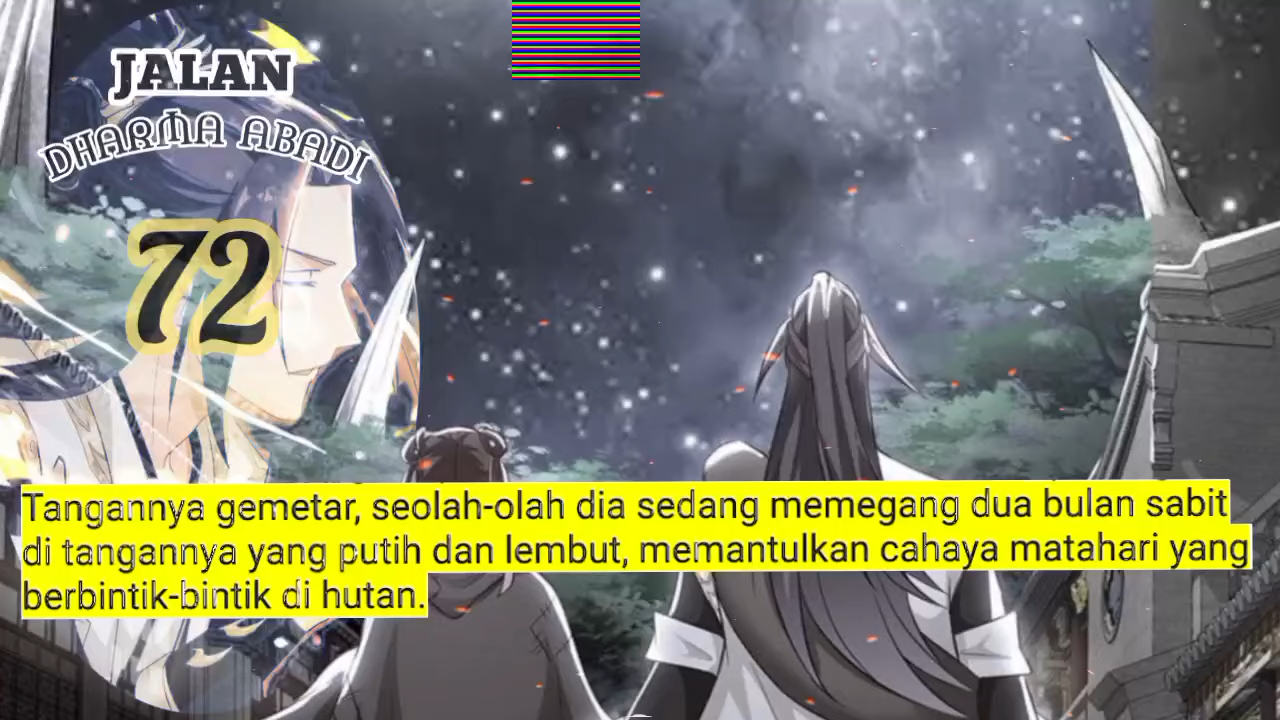 JALAN
DHARMA ABADI
72
Tangannya gemetar, seolah-olah dia sedang memegang dua bulan sabit
di tangannya yang putih dan lembut, memantulkan cahaya matahari yang
berbintik-bintik di hutan.